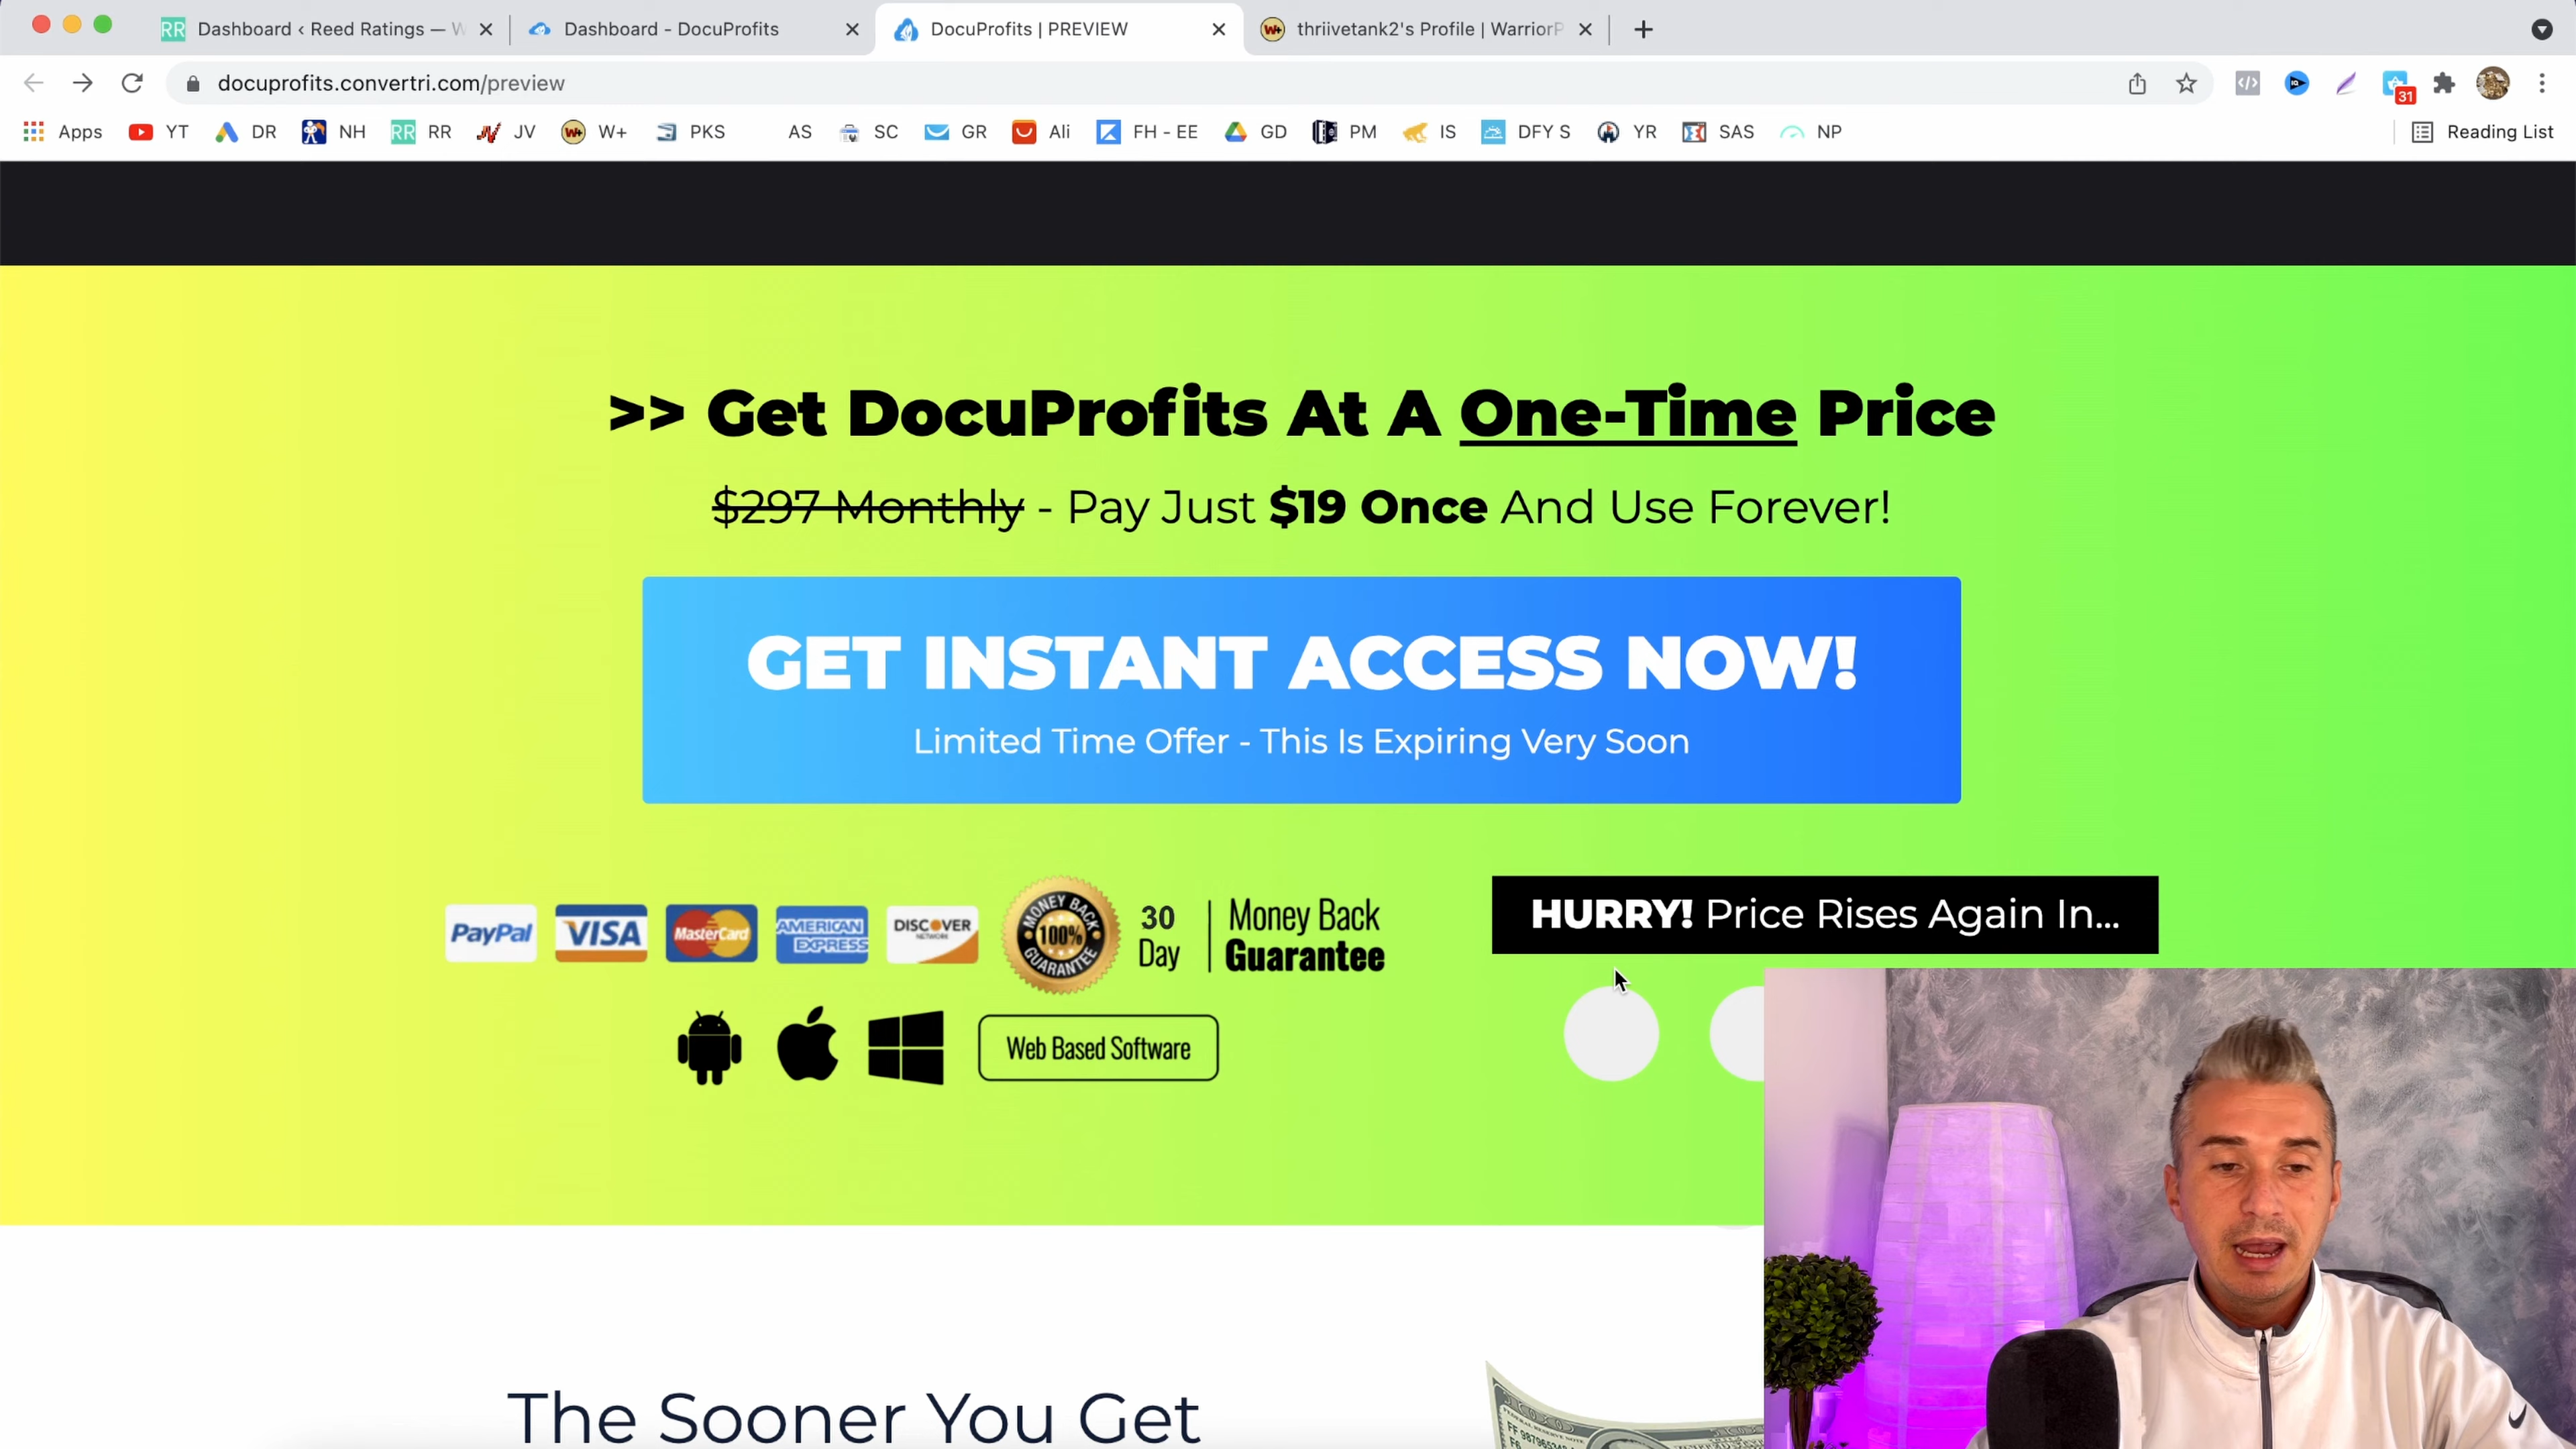 Dashboard ‹ Reed Ratings — W
Dashboard - DocuProfits
DocuProfits | PREVIEW
thriivetank2's Profile | WarriorP
docuprofits.convertri.com/preview
31
Apps
YT
DR
NH
RR RR
JV
W+ W+
PKS
AS
SC
GR
Ali
FH - EE
GD
PM
IS
DFY S
YR
SAS
NP
Reading List
>> Get DocuProfits At A One-Time Price
$297 Monthly - Pay Just $19 Once And Use Forever!
GET INSTANT ACCESS NOW!
Limited Time Offer - This Is Expiring Very Soon
PayPal
VISA
MasterCard
AMERICAN EXPRESS
DISCOVER NETWORK
MONEY BACK
100%
GUARANTEE
30
Day
Money Back
Guarantee
HURRY! Price Rises Again In...
Web Based Software
The Sooner You Get